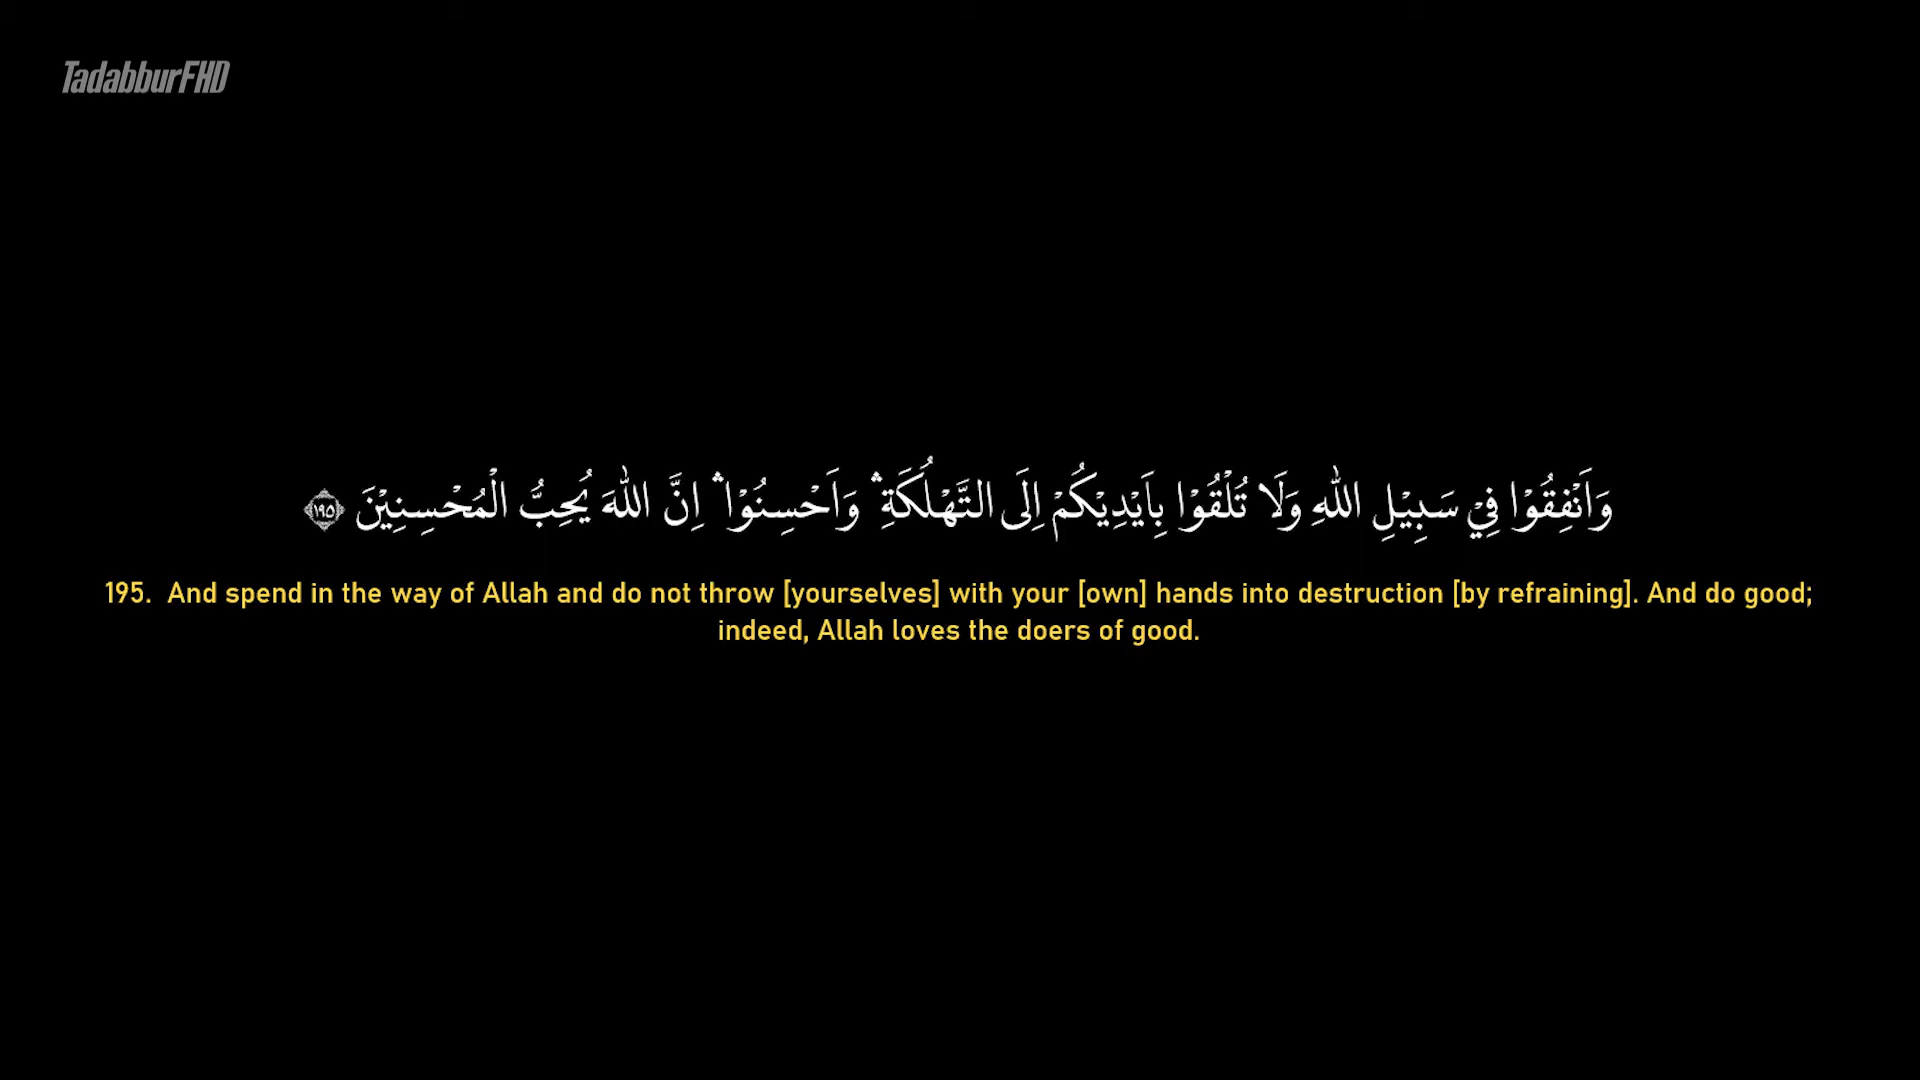 TadabburFHD
وَاَنْفِقُوْا فِيْ سَبِيْلِ اللّٰهِ وَلَا تُلْقُوْا بِاَيْدِيْكُمْ اِلَى التَّهْلُكَةِ ۛ وَاَحْسِنُوْا ۛ اِنَّ اللّٰهَ يُحِبُّ الْمُحْسِنِيْنَ ١٩٥
195. And spend in the way of Allah and do not throw [yourselves] with your [own] hands into destruction [by refraining]. And do good;
indeed, Allah loves the doers of good.